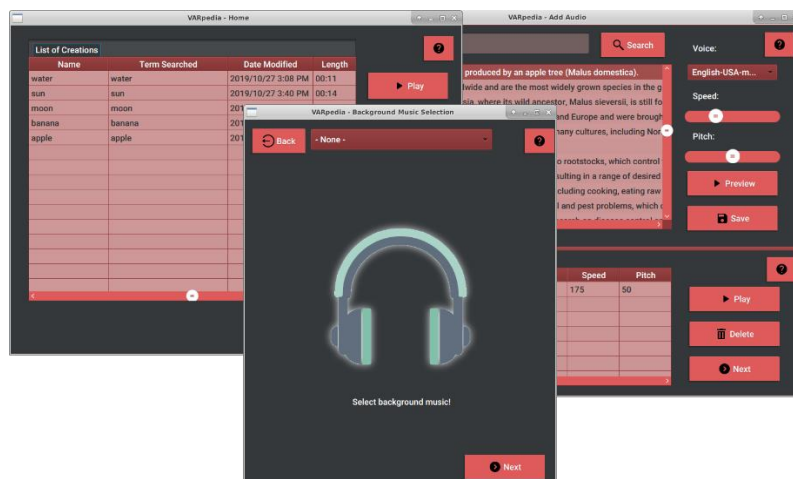 VARpedia - Home
List of Creations
Name Term Searched Date Modified Length
water water 2019/10/27 3:08 PM 00:11
sun sun 2019/10/27 3:40 PM 00:14
moon moon 201
banana banana 201
apple apple 201
Play
VARpedia - Add Audio
Search
produced by an apple tree (Malus domestica).
wide and are the most widely grown species in the g
sia, where its wild ancestor, Malus sieversii, is still fo
and Europe and were brough
many cultures, including Nor
o rootstocks, which control
sulting in a range of desired
cluding cooking, eating raw
l and pest problems, which c
Voice:
English-USA-m...
Speed:
Pitch:
Preview
Save
Speed Pitch
175 50
Play
Delete
Next
VARpedia - Background Music Selection
Back
- None -
Select background music!
Next